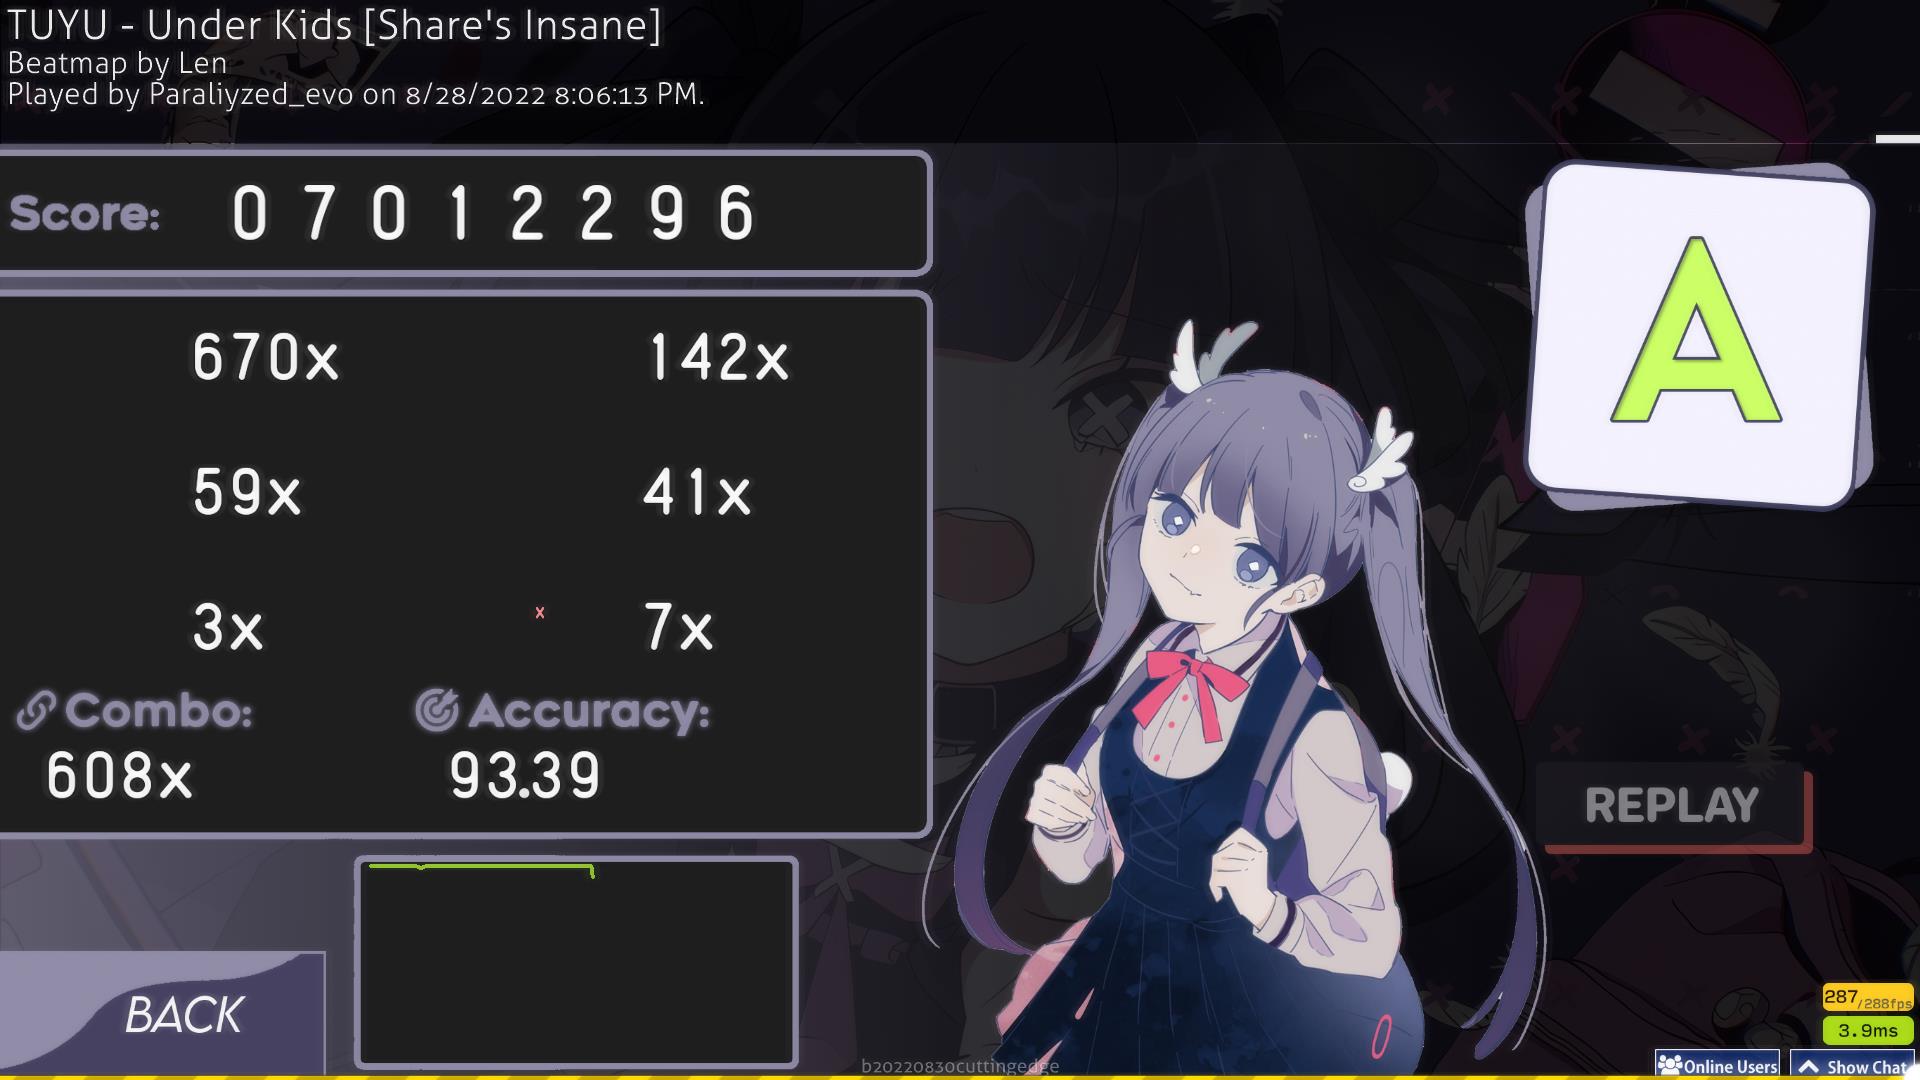 TUYU - Under Kids [Share's Insane]
Beatmap by Len
Played by Paraliyzed_evo on 8/28/2022 8:06:13 PM.
Score: 07012296
A
670x 142x
59x 41x
3x 7x
Combo: Accuracy:
608x 93.39
REPLAY
BACK
287/288fps
3.9ms
b20220830cuttingedge
Online Users Show Chat